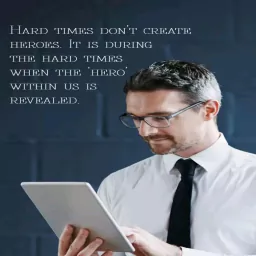 Hard times don't create
heroes. It is during
the hard times
when the 'hero'
within us is
revealed.